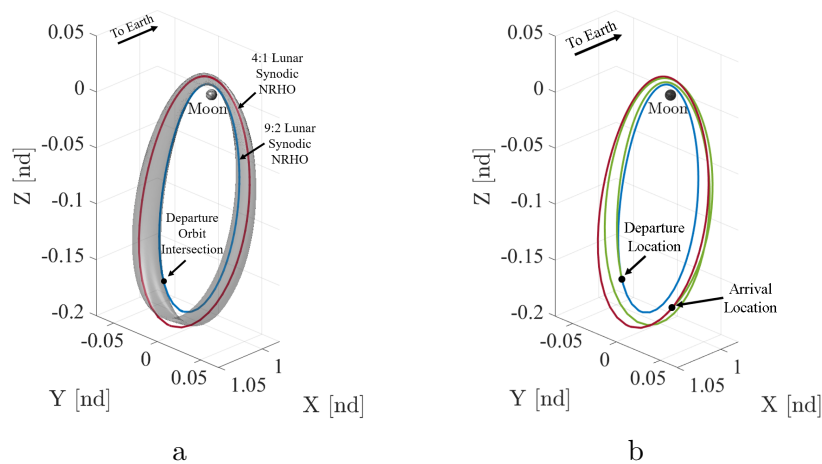 To Earth
0.05
0
-0.05
-0.1
-0.15
-0.2
Z [nd]
-0.05
0
0.05
Y [nd]
1.05
1
X [nd]
4:1 Lunar
Synodic
NRHO
Moon
9:2 Lunar
Synodic
NRHO
Departure
Orbit
Intersection
a
To Earth
0.05
0
-0.05
-0.1
-0.15
-0.2
Z [nd]
-0.05
0
0.05
Y [nd]
1.05
1
X [nd]
Moon
Departure
Location
Arrival
Location
b